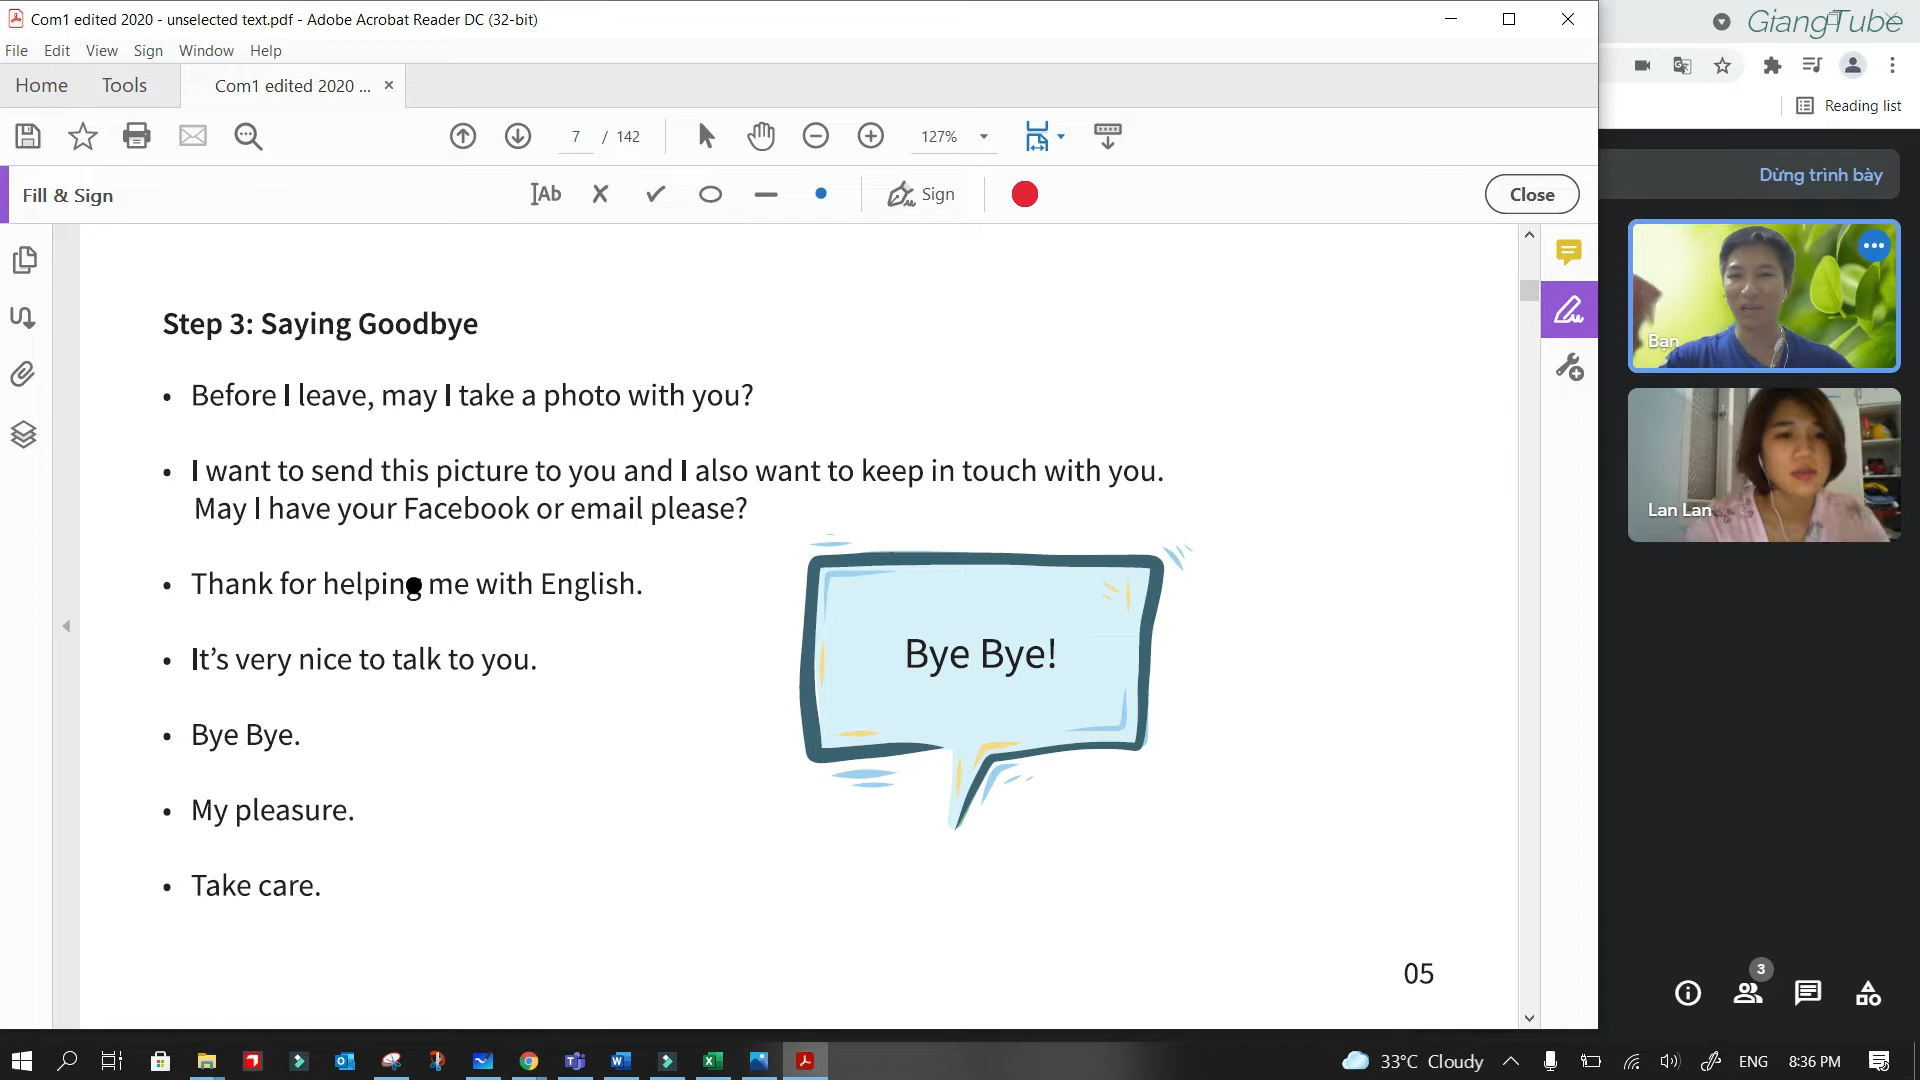 Com1 edited 2020 - unselected text.pdf - Adobe Acrobat Reader DC (32-bit)
GiangTube
File Edit View Sign Window Help
Home Tools Com1 edited 2020 ... ×
7 / 142 127%
Reading list
Fill & Sign
Ab Sign Close
Dừng trình bày
Step 3: Saying Goodbye
• Before I leave, may I take a photo with you?
• I want to send this picture to you and I also want to keep in touch with you.
May I have your Facebook or email please?
• Thank for helping me with English.
• It's very nice to talk to you.
• Bye Bye.
• My pleasure.
• Take care.
Bye Bye!
05
Bạn
Lan Lan
3
33°C Cloudy
ENG
8:36 PM